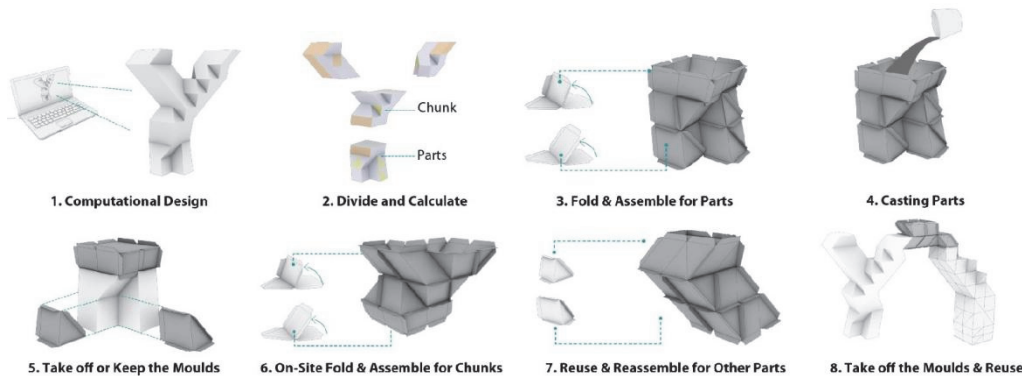 Chunk
Parts
1. Computational Design
2. Divide and Calculate
3. Fold & Assemble for Parts
4. Casting Parts
5. Take off or Keep the Moulds
6. On-Site Fold & Assemble for Chunks
7. Reuse & Reassemble for Other Parts
8. Take off the Moulds & Reuse